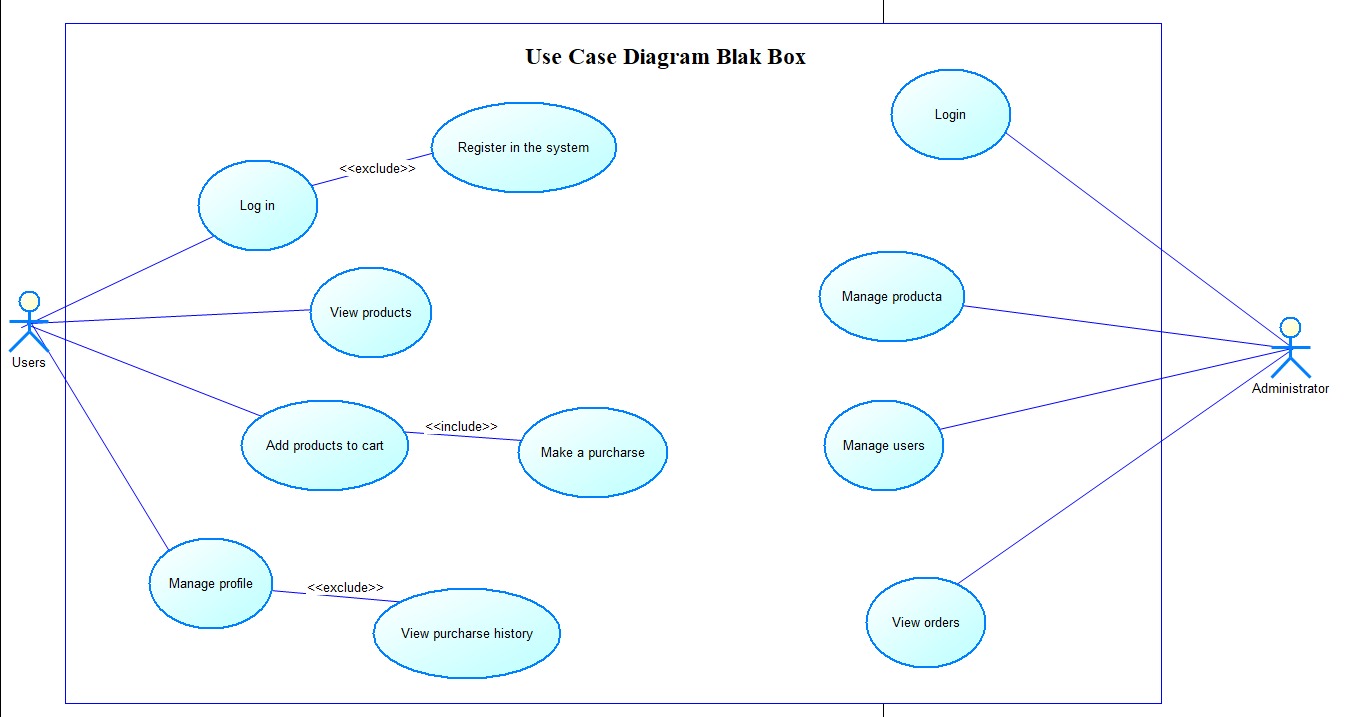 Use Case Diagram Blak Box
Login
Register in the system
<<exclude>>
Log in
View products
Manage producta
Users
Administrator
<<include>>
Add products to cart
Make a purcharse
Manage users
Manage profile
<<exclude>>
View purcharse history
View orders